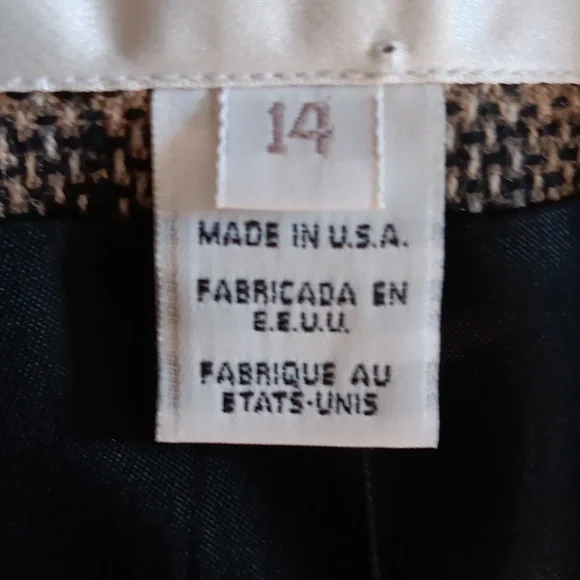 14
MADE IN U.S.A.
FABRICADA EN
E.E.U.U.
FABRIQUE AU
ETATS-UNIS